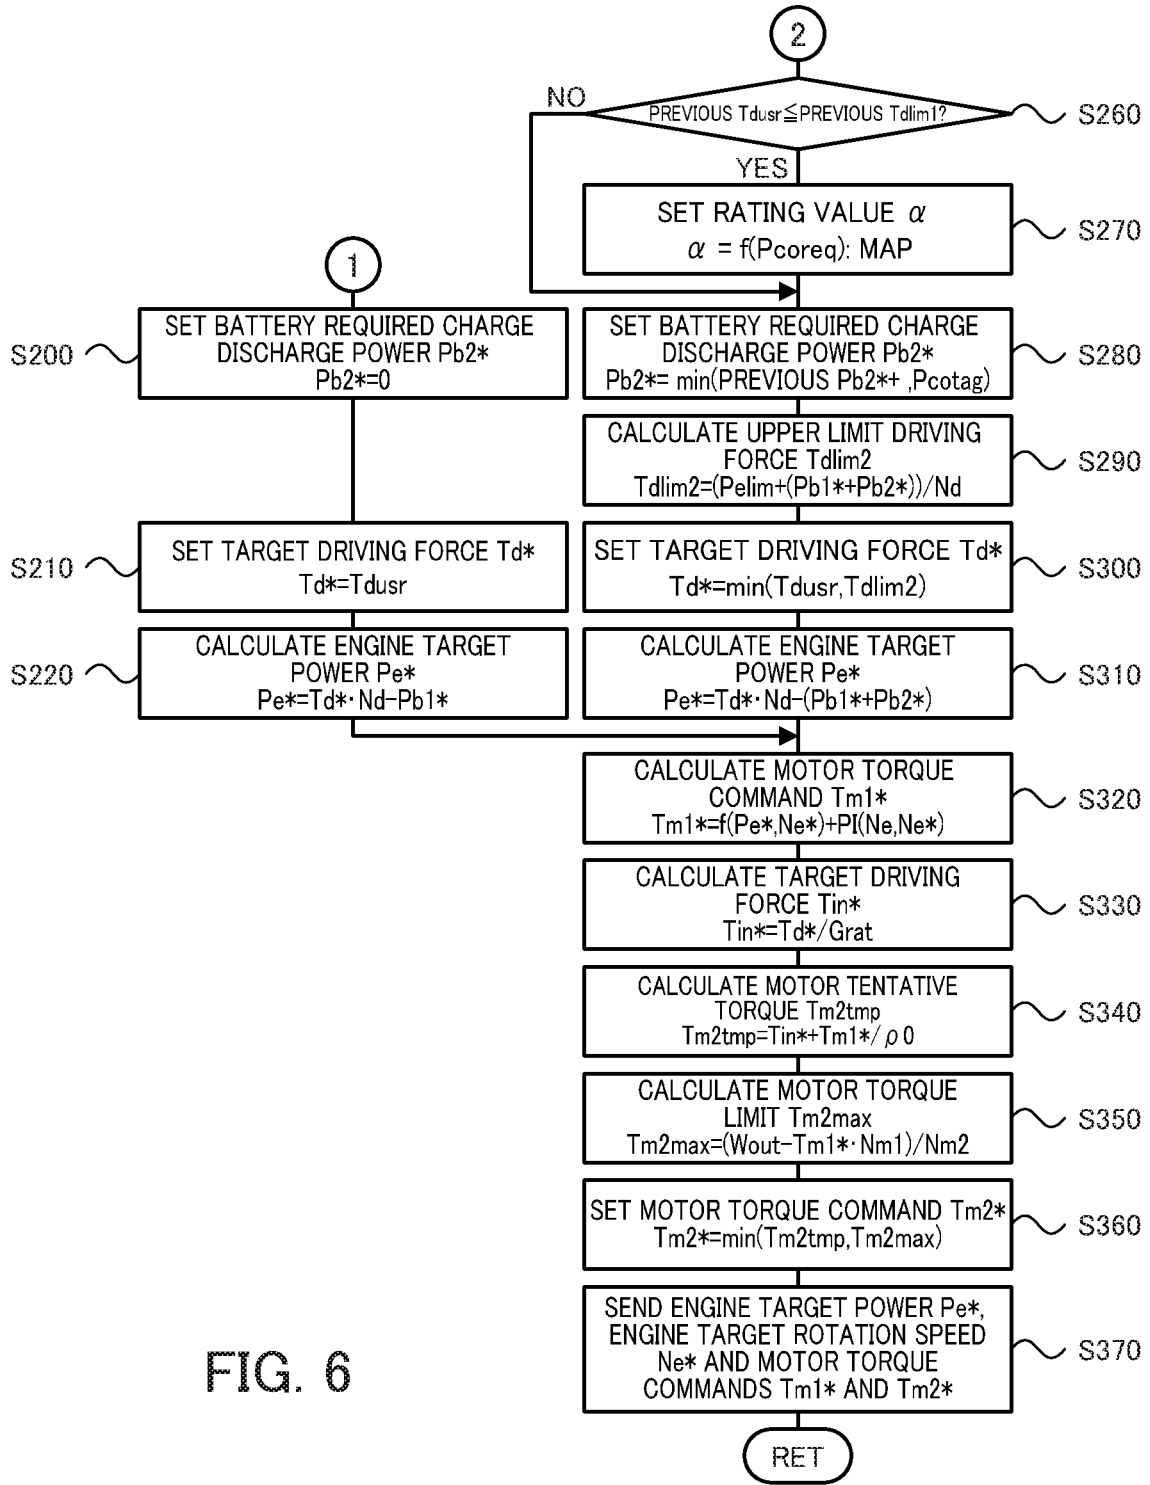 2
NO
PREVIOUS Tdusr≦PREVIOUS Tdlim1?
S260
YES
SET RATING VALUE α
α = f(Pcoreq): MAP
S270
1
S200
SET BATTERY REQUIRED CHARGE
DISCHARGE POWER Pb2*
Pb2*=0
SET BATTERY REQUIRED CHARGE
DISCHARGE POWER Pb2*
Pb2*= min(PREVIOUS Pb2*+ ,Pcotag)
S280
CALCULATE UPPER LIMIT DRIVING
FORCE Tdlim2
Tdlim2=(Pelim+(Pb1*+Pb2*))/Nd
S290
S210
SET TARGET DRIVING FORCE Td*
Td*=Tdusr
SET TARGET DRIVING FORCE Td*
Td*=min(Tdusr,Tdlim2)
S300
S220
CALCULATE ENGINE TARGET
POWER Pe*
Pe*=Td*·Nd-Pb1*
CALCULATE ENGINE TARGET
POWER Pe*
Pe*=Td*·Nd-(Pb1*+Pb2*)
S310
CALCULATE MOTOR TORQUE
COMMAND Tm1*
Tm1*=f(Pe*,Ne*)+PI(Ne,Ne*)
S320
CALCULATE TARGET DRIVING
FORCE Tin*
Tin*=Td*/Grat
S330
CALCULATE MOTOR TENTATIVE
TORQUE Tm2tmp
Tm2tmp=Tin*+Tm1*/ρ0
S340
CALCULATE MOTOR TORQUE
LIMIT Tm2max
Tm2max=(Wout-Tm1*·Nm1)/Nm2
S350
SET MOTOR TORQUE COMMAND Tm2*
Tm2*=min(Tm2tmp,Tm2max)
S360
SEND ENGINE TARGET POWER Pe*,
ENGINE TARGET ROTATION SPEED
Ne* AND MOTOR TORQUE
COMMANDS Tm1* AND Tm2*
S370
FIG. 6
RET